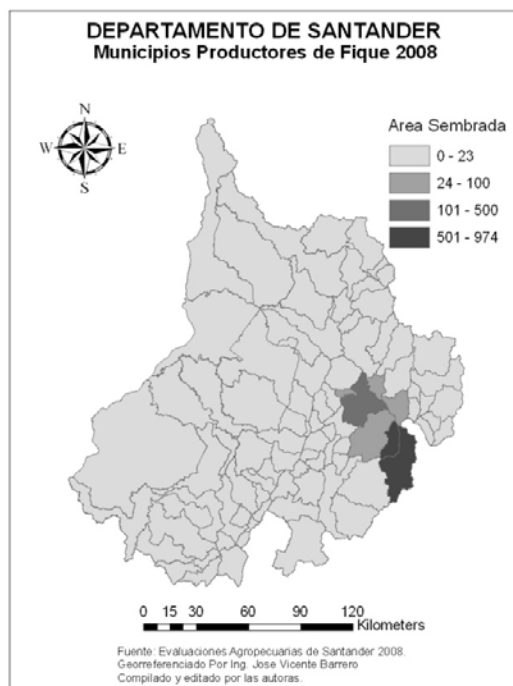 DEPARTAMENTO DE SANTANDER
Municipios Productores de Fique 2008
N
W E
S
Area Sembrada
0 - 23
24 - 100
101 - 500
501 - 974
0 15 30 60 90 120
Kilometers
Fuente: Evaluaciones Agropecuarias de Santander 2008.
Georreferenciado Por Ing. Jose Vicente Barrero
Compilado y editado por las autoras.